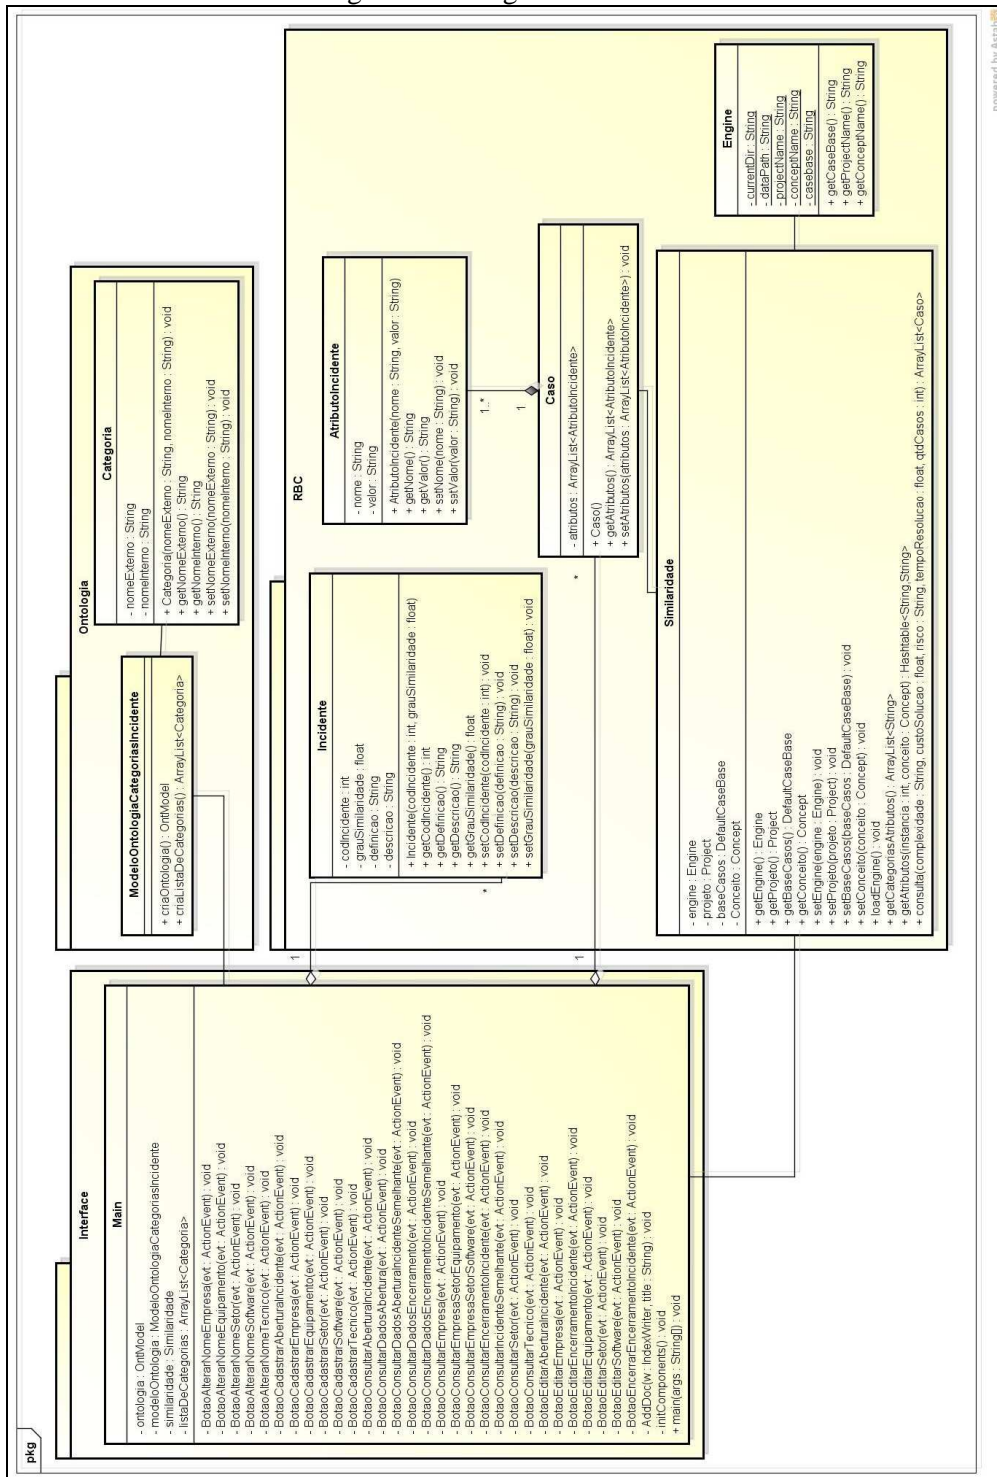 pkg
Interface
Main
- ontologia : OntModel
- modeloOntologia : ModeloOntologiaCategoriasIncidente
- similaridade : Similaridade
- listaDeCategorias : ArrayList<Categoria>
- BotaoAlterarNomeEmpresa(evt : ActionEvent) : void
- BotaoAlterarNomeEquipamento(evt : ActionEvent) : void
- BotaoAlterarNomeSetor(evt : ActionEvent) : void
- BotaoAlterarNomeSoftware(evt : ActionEvent) : void
- BotaoAlterarNomeTecnico(evt : ActionEvent) : void
- BotaoCadastrarAberturaIncidente(evt : ActionEvent) : void
- BotaoCadastrarEmpresa(evt : ActionEvent) : void
- BotaoCadastrarEquipamento(evt : ActionEvent) : void
- BotaoCadastrarSetor(evt : ActionEvent) : void
- BotaoCadastrarSoftware(evt : ActionEvent) : void
- BotaoCadastrarTecnico(evt : ActionEvent) : void
- BotaoConsultarAberturaIncidente(evt : ActionEvent) : void
- BotaoConsultarDadosAbertura(evt : ActionEvent) : void
- BotaoConsultarDadosAberturaIncidenteSemelhante(evt : ActionEvent) : void
- BotaoConsultarDadosEncerramento(evt : ActionEvent) : void
- BotaoConsultarDadosEncerramentoIncidenteSemelhante(evt : ActionEvent) : void
- BotaoConsultarEmpresa(evt : ActionEvent) : void
- BotaoConsultarEmpresaSetorEquipamento(evt : ActionEvent) : void
- BotaoConsultarEmpresaSetorSoftware(evt : ActionEvent) : void
- BotaoConsultarEncerramentoIncidente(evt : ActionEvent) : void
- BotaoConsultarIncidenteSemelhante(evt : ActionEvent) : void
- BotaoConsultarSetor(evt : ActionEvent) : void
- BotaoConsultarTecnico(evt : ActionEvent) : void
- BotaoEditarAberturaIncidente(evt : ActionEvent) : void
- BotaoEditarEmpresa(evt : ActionEvent) : void
- BotaoEditarEncerramentoIncidente(evt : ActionEvent) : void
- BotaoEditarEquipamento(evt : ActionEvent) : void
- BotaoEditarSetor(evt : ActionEvent) : void
- BotaoEditarSoftware(evt : ActionEvent) : void
- BotaoEncerrarEncerramentoIncidente(evt : ActionEvent) : void
- AddDoc(w : IndexWriter, title : String) : void
- initComponents() : void
+ main(args : String[]) : void
Ontologia
ModeloOntologiaCategoriasIncidente
+ criaOntologia() : OntModel
+ criaListaDeCategorias() : ArrayList<Categoria>
Categoria
- nomeExterno : String
- nomeInterno : String
+ Categoria(nomeExterno : String, nomeInterno : String) : void
+ getNomeExterno() : String
+ getNomeInterno() : String
+ setNomeExterno(nomeExterno : String) : void
+ setNomeInterno(nomeInterno : String) : void
RBC
Incidente
- codIncidente : int
- grauSimilaridade : float
- definicao : String
- descricao : String
+ Incidente(codIncidente : int, grauSimilaridade : float)
+ getCodIncidente() : int
+ getDefinicao() : String
+ getDescricao() : String
+ getGrauSimilaridade() : float
+ setCodIncidente(codIncidente : int) : void
+ setDefinicao(definicao : String) : void
+ setDescricao(descricao : String) : void
+ setGrauSimilaridade(grauSimilaridade : float) : void
1
*
AtributoIncidente
- nome : String
- valor : String
+ AtributoIncidente(nome : String, valor : String)
+ getNome() : String
+ getValor() : String
+ setNome(nome : String) : void
+ setValor(valor : String) : void
1..*
1
Caso
- atributos : ArrayList<AtributoIncidente>
+ Caso()
+ getAtributos() : ArrayList<AtributoIncidente>
+ setAtributos(atributos : ArrayList<AtributoIncidente>) : void
1
*
Similaridade
- engine : Engine
- projeto : Project
- baseCasos : DefaultCaseBase
- Conceito : Concept
+ getEngine() : Engine
+ getProjeto() : Project
+ getBaseCasos() : DefaultCaseBase
+ getConceito() : Concept
+ setEngine(engine : Engine) : void
+ setProjeto(projeto : Project) : void
+ setBaseCasos(baseCasos : DefaultCaseBase) : void
+ setConceito(conceito : Concept) : void
+ loadEngine() : void
+ getCategoriasAtributos() : ArrayList<String>
+ getAtributos(instancia : int, conceito : Concept) : Hashtable<String,String>
+ consulta(complexidade : String, custoSolucao : float, risco : String, tempoResolucao : float, qtdCasos : int) : ArrayList<Caso>
Engine
- currentDir : String
- dataPath : String
- projectName : String
- conceptName : String
- casebase : String
+ getCaseBase() : String
+ getProjectName() : String
+ getConceptName() : String
powered by Astah